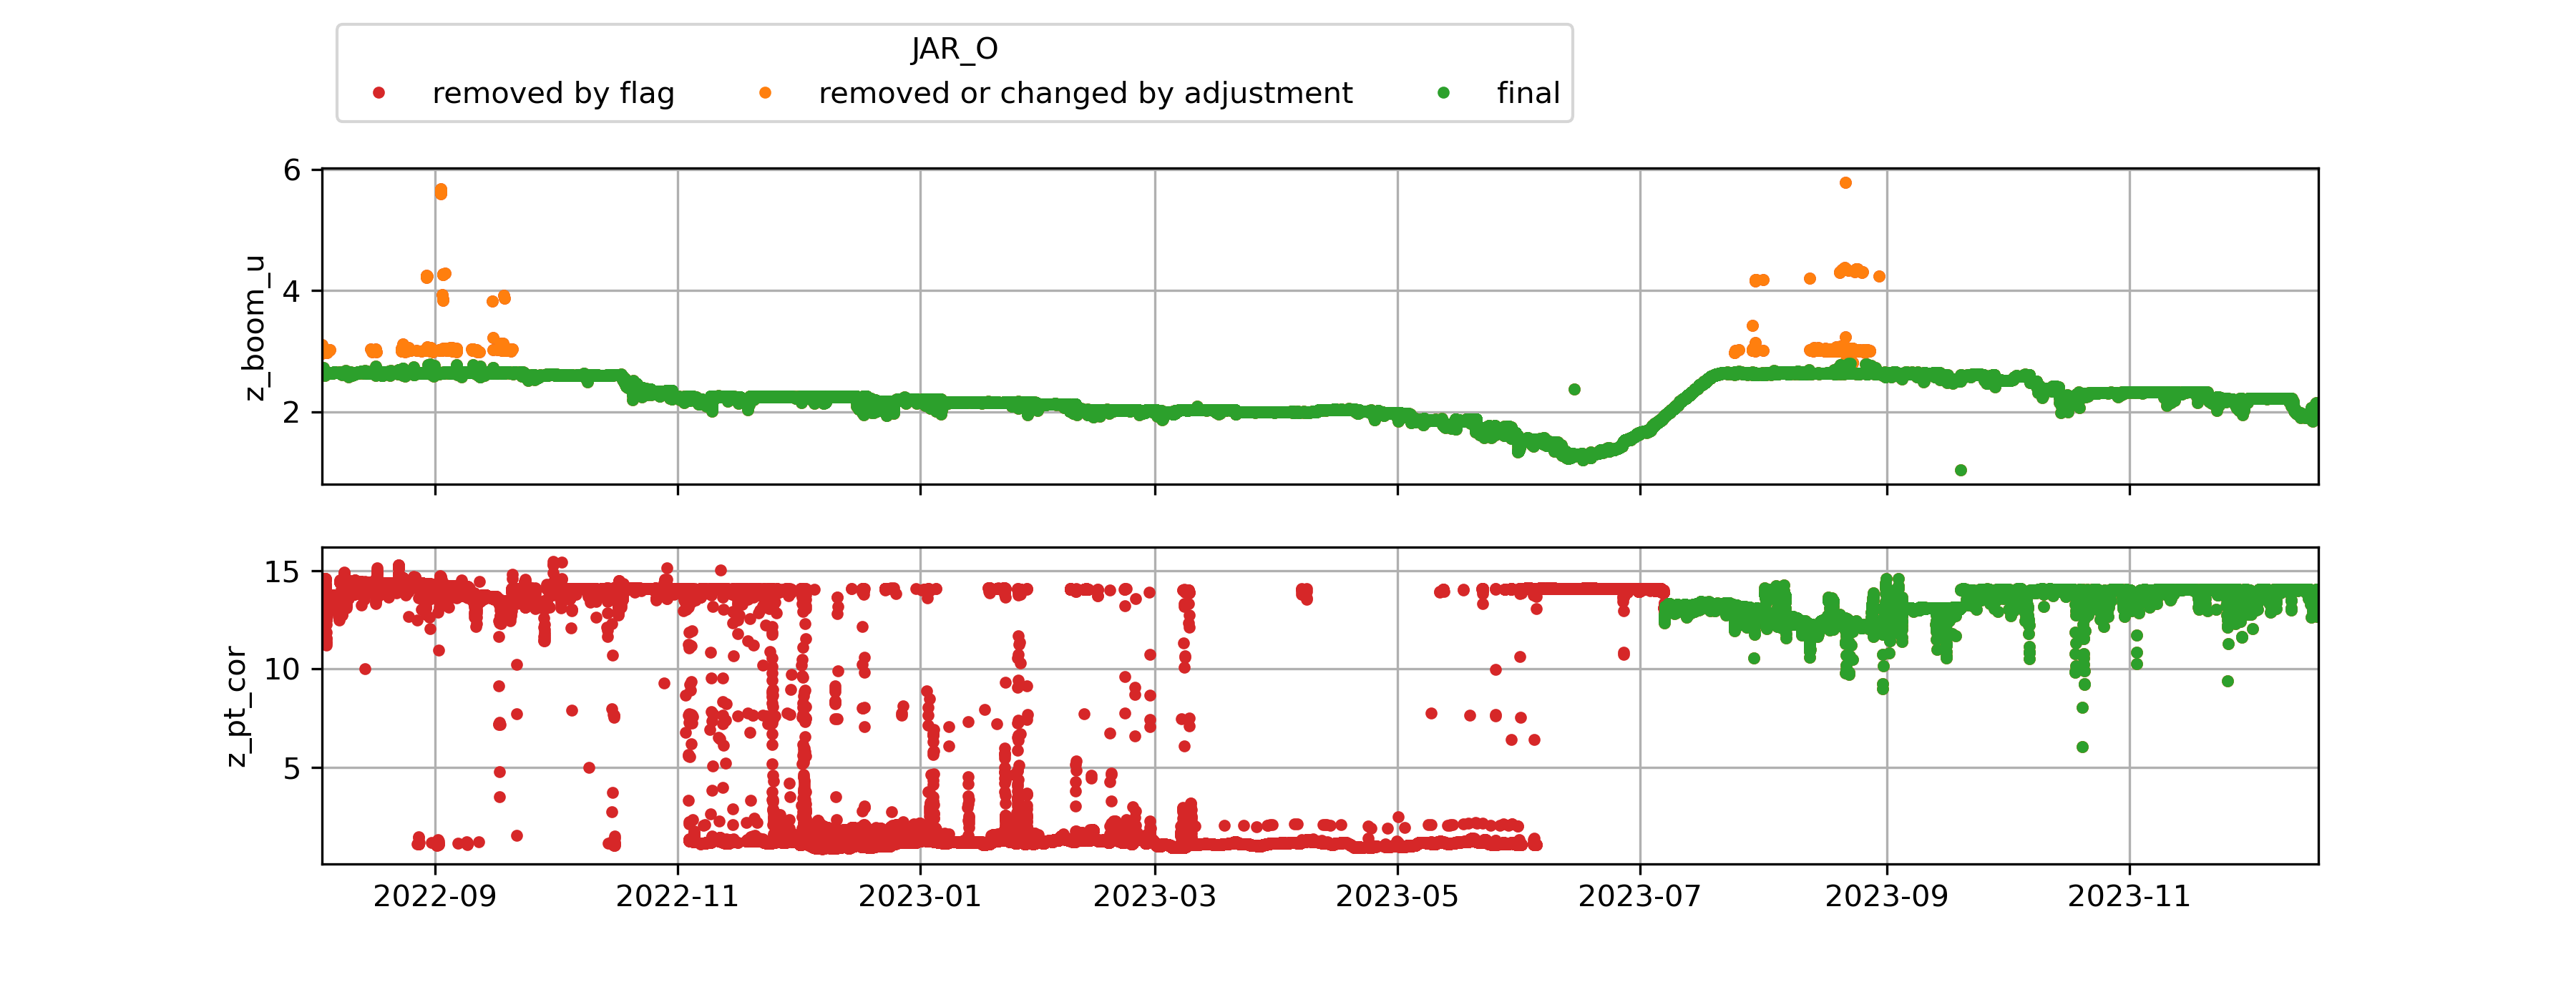 JAR_O
removed by flag removed or changed by adjustment final
6
4
2
z_boom_u
15
10
5
z_pt_cor
2022-09 2022-11 2023-01 2023-03 2023-05 2023-07 2023-09 2023-11